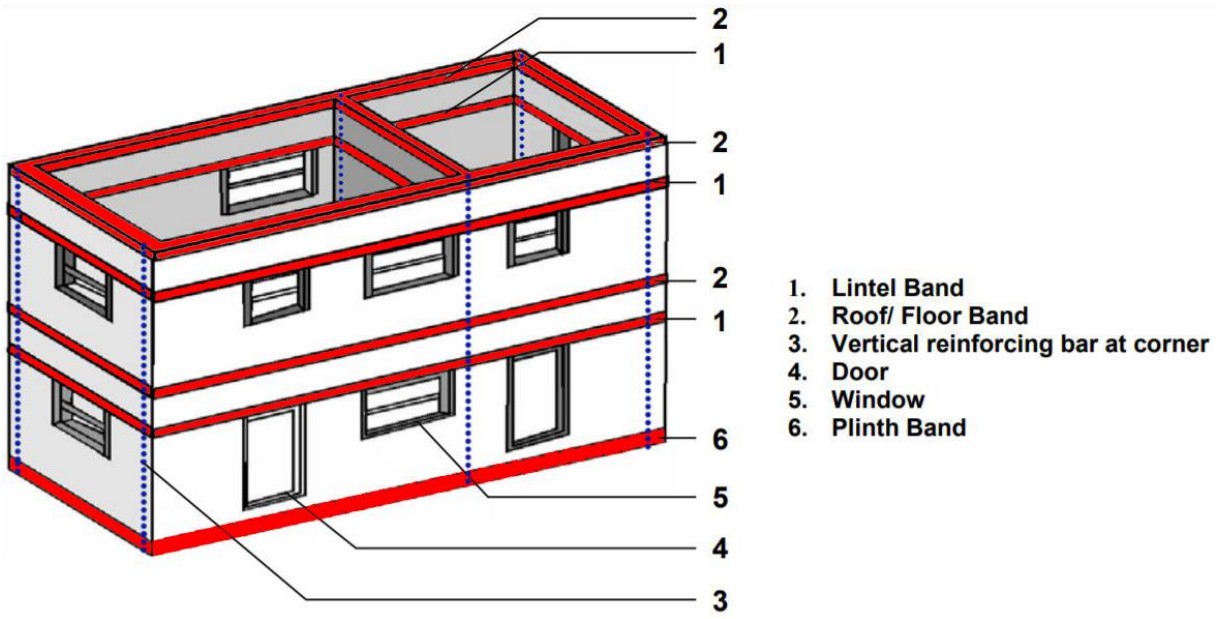 2
1
2
1
2
1
6
5
4
3
1. Lintel Band
2. Roof/ Floor Band
3. Vertical reinforcing bar at corner
4. Door
5. Window
6. Plinth Band